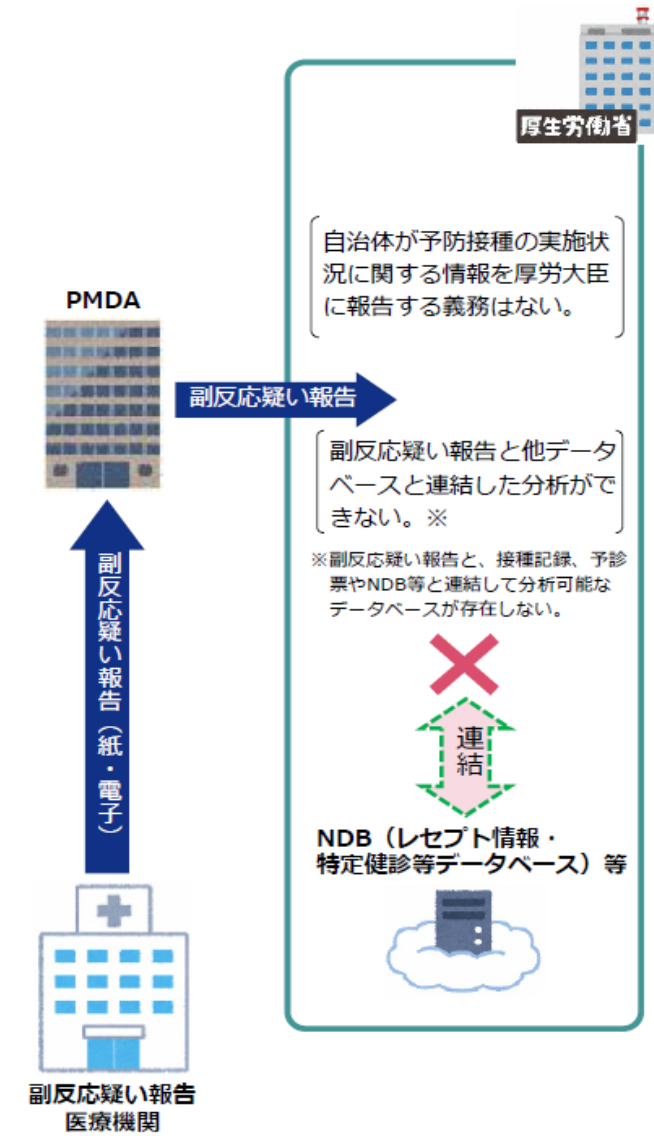 厚生労働省
自治体が予防接種の実施状
況に関する情報を厚労大臣
に報告する義務はない。
PMDA
副反応疑い報告
副反応疑い報告と他データ
ベースと連結した分析がで
きない。※
※副反応疑い報告と、接種記録、予診
票やNDB等と連結して分析可能な
データベースが存在しない。
副反応疑い報告（紙・電子）
連結
NDB（レセプト情報・
特定健診等データベース）等
副反応疑い報告
医療機関